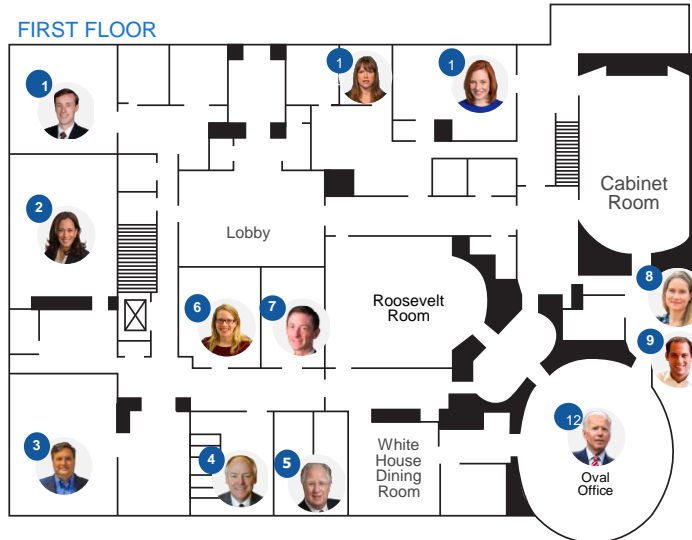 FIRST FLOOR
1
1
1
2
Cabinet
Room
Lobby
8
6
7
Roosevelt
Room
9
12
3
4
5
White
House
Dining
Room
Oval
Office